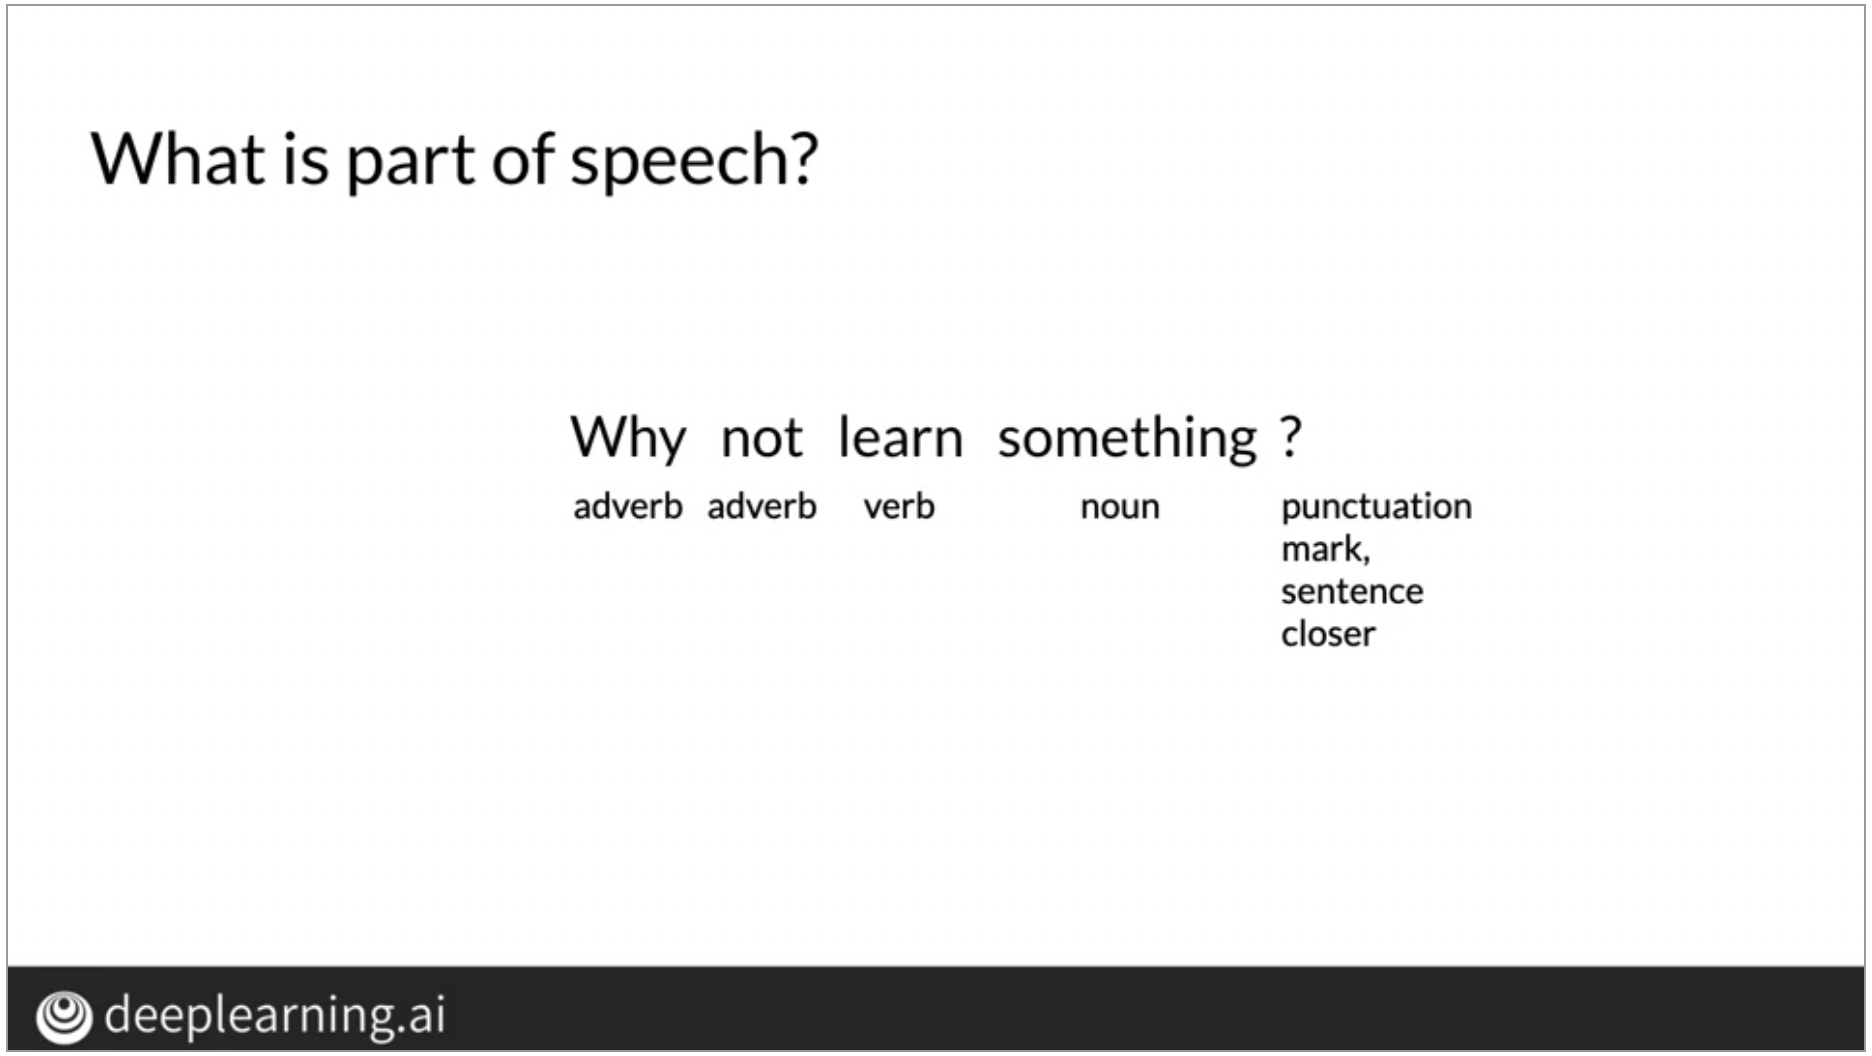 What is part of speech?
Why not learn something ?
adverb adverb verb noun punctuation
mark,
sentence
closer
deeplearning.ai